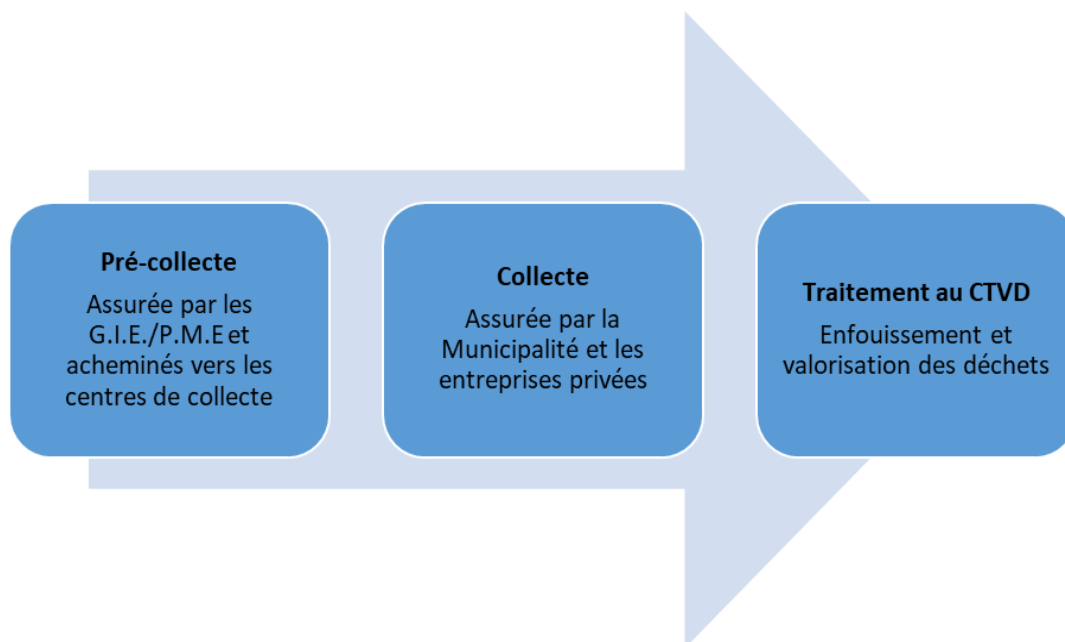 Pré-collecte
Assurée par les
G.I.E./P.M.E et
acheminés vers les
centres de collecte
Collecte
Assurée par la
Municipalité et les
entreprises privées
Traitement au CTVD
Enfouissement et
valorisation des déchets